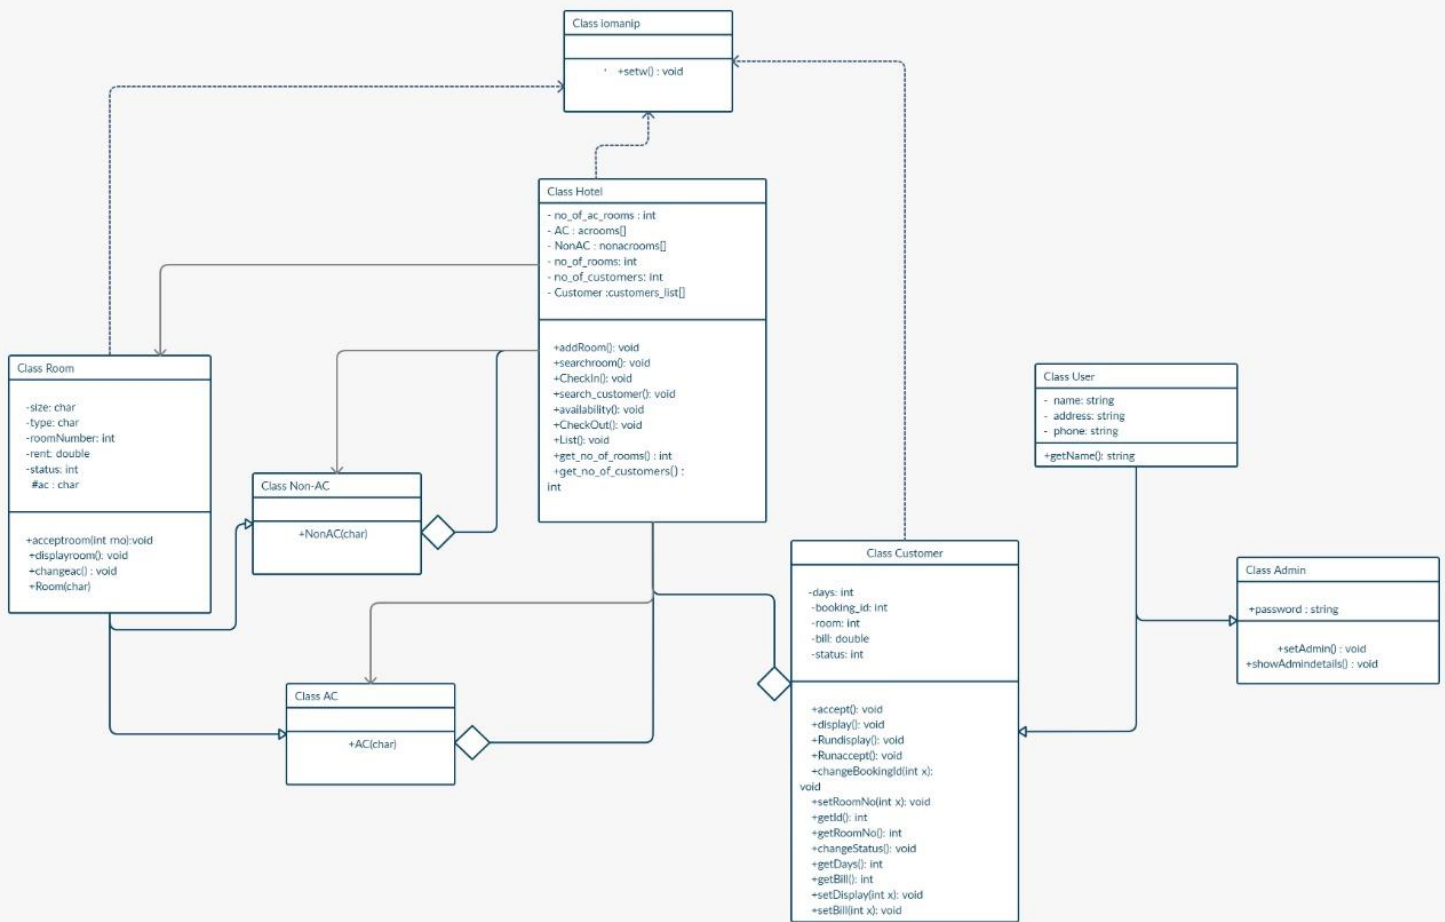 Class iomanip
+setw() : void
Class Hotel
- no_of_ac_rooms : int
- AC : acrooms[]
- NonAC : nonacrooms[]
- no_of_rooms: int
- no_of_customers: int
- Customer :customers_list[]
+addRoom(): void
+searchroom(): void
+CheckIn(): void
+search_customer(): void
+availability(): void
+CheckOut(): void
+List(): void
+get_no_of_rooms() : int
+get_no_of_customers() :
int
Class Room
-size: char
-type: char
-roomNumber: int
-rent: double
-status: int
#ac : char
+acceptroom(int rno):void
+displayroom(): void
+changeac() : void
+Room(char)
Class Non-AC
+NonAC(char)
Class AC
+AC(char)
Class User
- name: string
- address: string
- phone: string
+getName(): string
Class Customer
-days: int
-booking_id: int
-room: int
-bill: double
-status: int
+accept(): void
+display(): void
+Rundisplay(): void
+Runaccept(): void
+changeBookingId(int x):
void
+setRoomNo(int x): void
+getId(): int
+getRoomNo(): int
+changeStatus(): void
+getDays(): int
+getBill(): int
+setDisplay(int x): void
+setBill(int x): void
Class Admin
+password : string
+setAdmin() : void
+showAdmindetails() : void